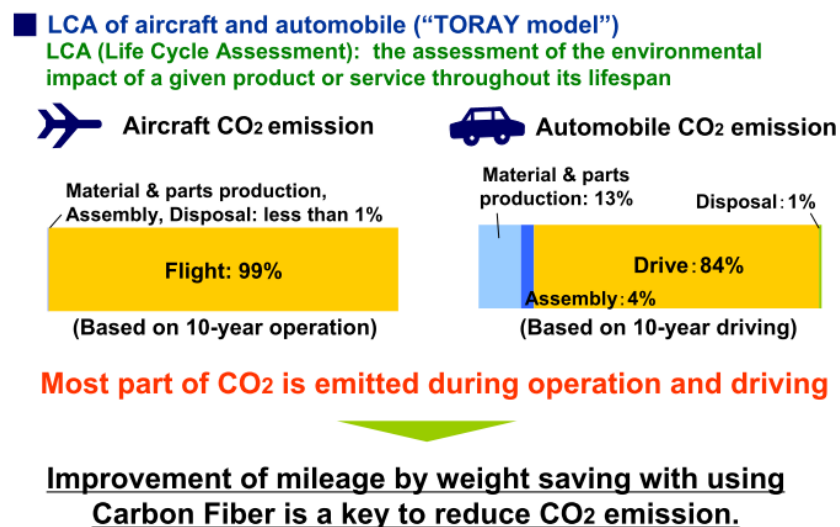 LCA of aircraft and automobile (“TORAY model”)
LCA (Life Cycle Assessment): the assessment of the environmental
impact of a given product or service throughout its lifespan
Aircraft CO2 emission
Material & parts production,
Assembly, Disposal: less than 1%
Flight: 99%
(Based on 10-year operation)
Automobile CO2 emission
Material & parts
production: 13%
Disposal：1%
Drive：84%
Assembly：4%
(Based on 10-year driving)
Most part of CO2 is emitted during operation and driving
Improvement of mileage by weight saving with using
Carbon Fiber is a key to reduce CO2 emission.